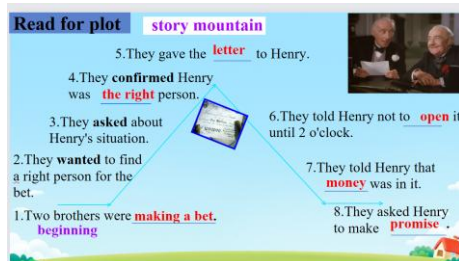 Read for plot
story mountain
5.They gave the letter to Henry.
4.They confirmed Henry
was the right person.
3.They asked about
Henry's situation.
2.They wanted to find
a right person for the
bet.
1.Two brothers were making a bet.
beginning
6.They told Henry not to open it
until 2 o'clock.
7.They told Henry that
money was in it.
8.They asked Henry
to make promise .